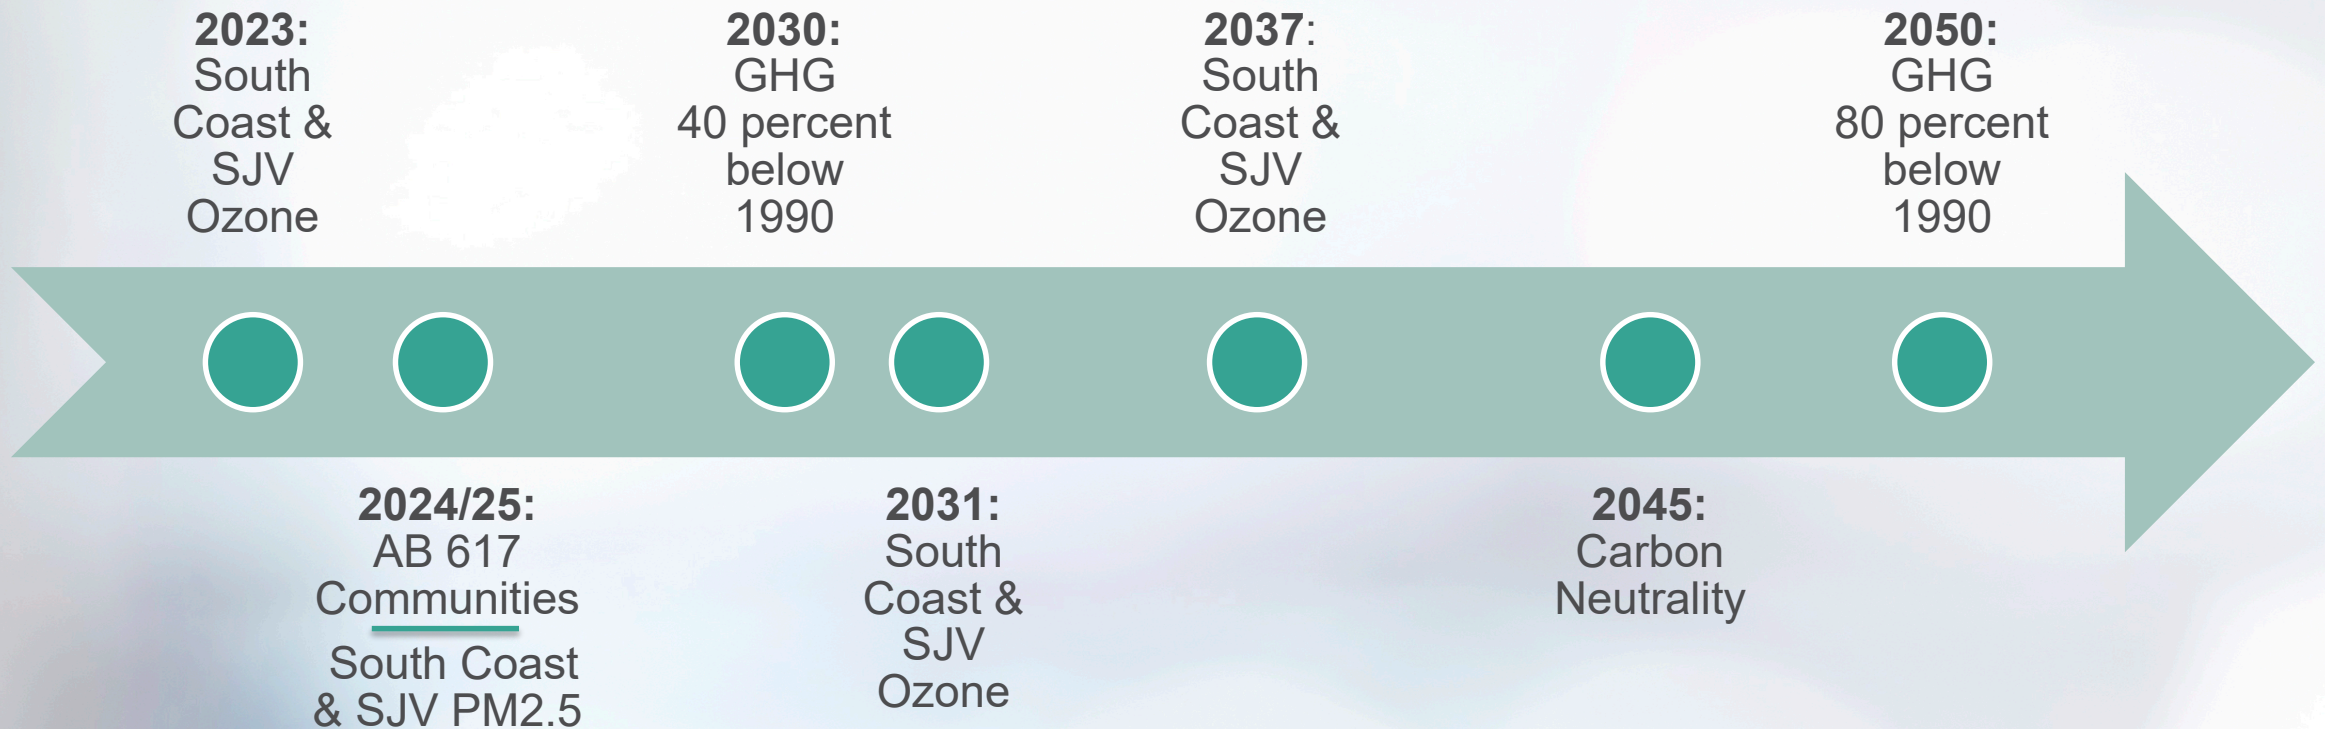 2023:
South
Coast &
SJV
Ozone
2024/25:
AB 617
Communities
South Coast
& SJV PM2.5
2030:
GHG
40 percent
below
1990
2031:
South
Coast &
SJV
Ozone
2037:
South
Coast &
SJV
Ozone
2045:
Carbon
Neutrality
2050:
GHG
80 percent
below
1990